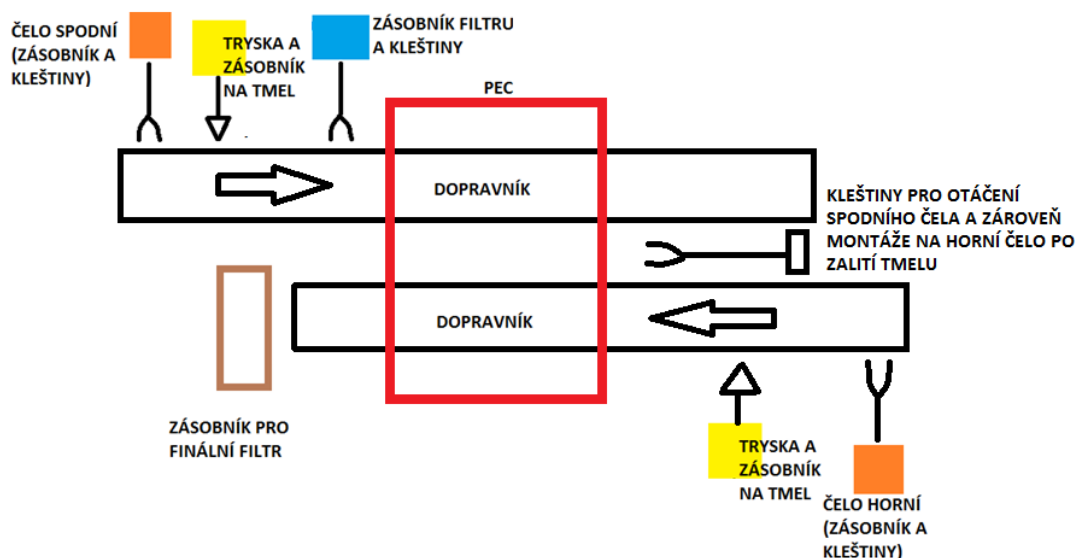 ČELO SPODNÍ
(ZÁSOBNÍK A
KLEŠTINY)
TRYSKA A
ZÁSOBNÍK
NA TMEL
ZÁSOBNÍK FILTRU
A KLEŠTINY
PEC
DOPRAVNÍK
KLEŠTINY PRO OTÁČENÍ
SPODNÍHO ČELA A ZÁROVEŇ
MONTÁŽE NA HORNÍ ČELO PO
ZALITÍ TMELU
DOPRAVNÍK
ZÁSOBNÍK PRO
FINÁLNÍ FILTR
TRYSKA A
ZÁSOBNÍK
NA TMEL
ČELO HORNÍ
(ZÁSOBNÍK A
KLEŠTINY)